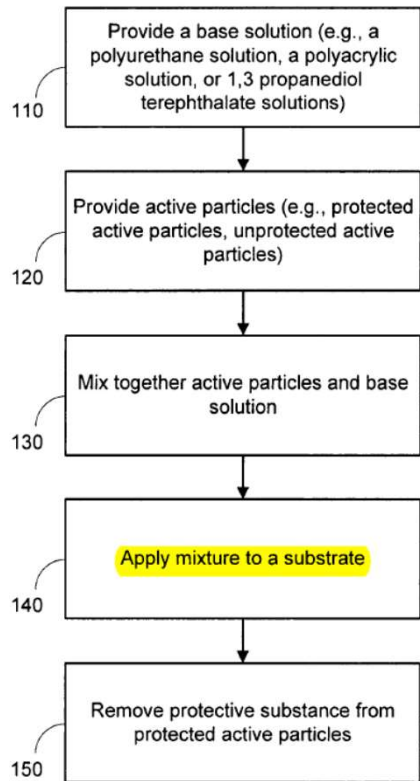 Provide a base solution (e.g., a
polyurethane solution, a polyacrylic
solution, or 1,3 propanediol
terephthalate solutions)
110
Provide active particles (e.g., protected
active particles, unprotected active
particles)
120
Mix together active particles and base
solution
130
Apply mixture to a substrate
140
Remove protective substance from
protected active particles
150